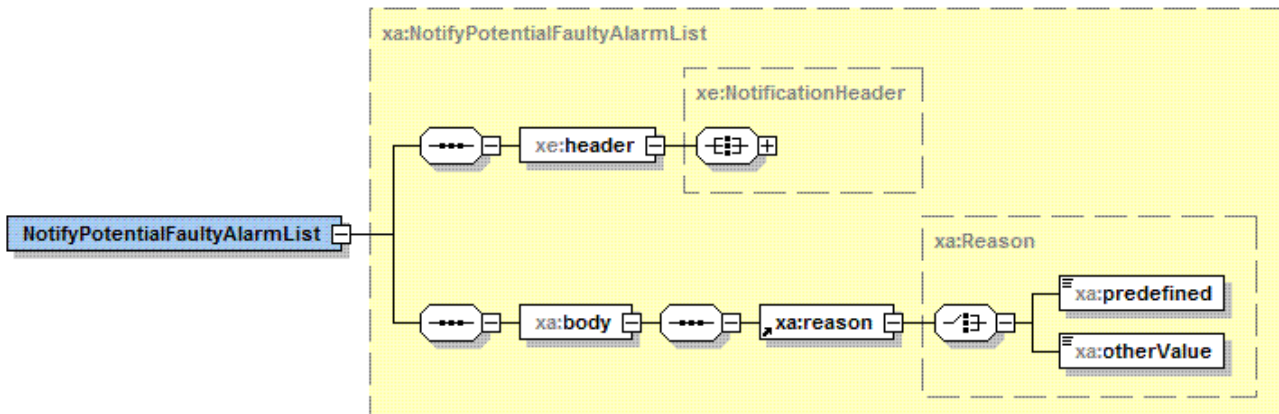 xa:NotifyPotentialFaultyAlarmList
xe:NotificationHeader
xe:header
NotifyPotentialFaultyAlarmList
xa:Reason
xa:predefined
xa:body
xa:reason
xa:otherValue